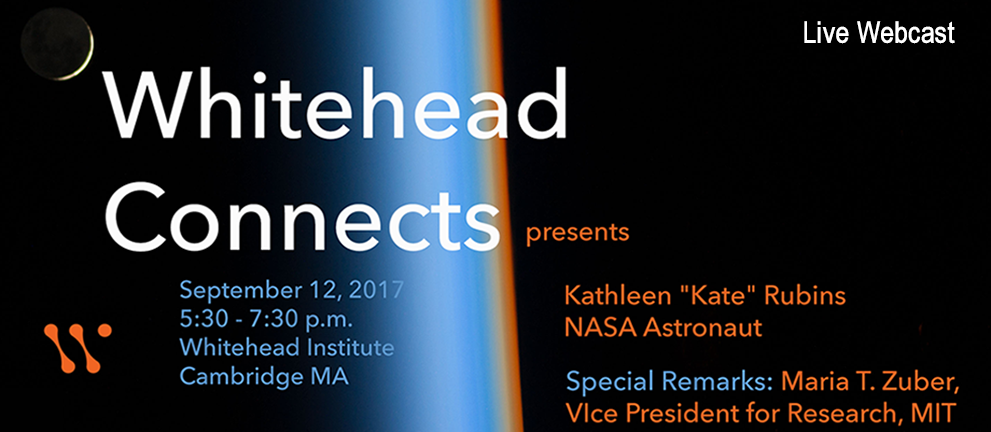 Live Webcast
Whitehead
Connects presents
September 12, 2017
5:30 - 7:30 p.m.
Whitehead Institute
Cambridge MA
Kathleen "Kate" Rubins
NASA Astronaut
Special Remarks: Maria T. Zuber,
VIce President for Research, MIT